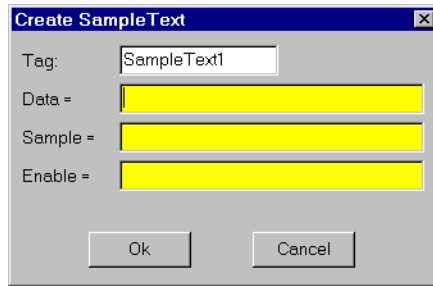 Create SampleText
Tag: SampleText1
Data =
Sample =
Enable =
Ok Cancel